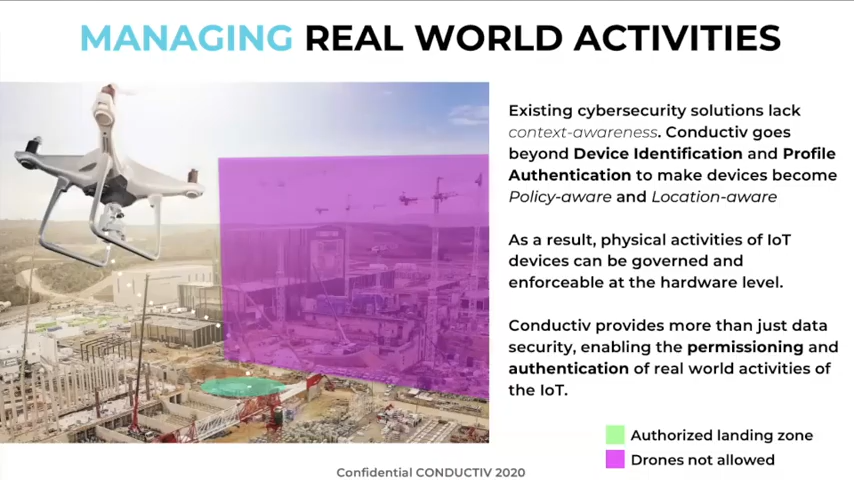 MANAGING REAL WORLD ACTIVITIES
Existing cybersecurity solutions lack
context-awareness. Conductiv goes
beyond Device Identification and Profile
Authentication to make devices become
Policy-aware and Location-aware
As a result, physical activities of IoT
devices can be governed and
enforceable at the hardware level.
Conductiv provides more than just data
security, enabling the permissioning and
authentication of real world activities of
the IoT.
Authorized landing zone
Drones not allowed
Confidential CONDUCTIV 2020